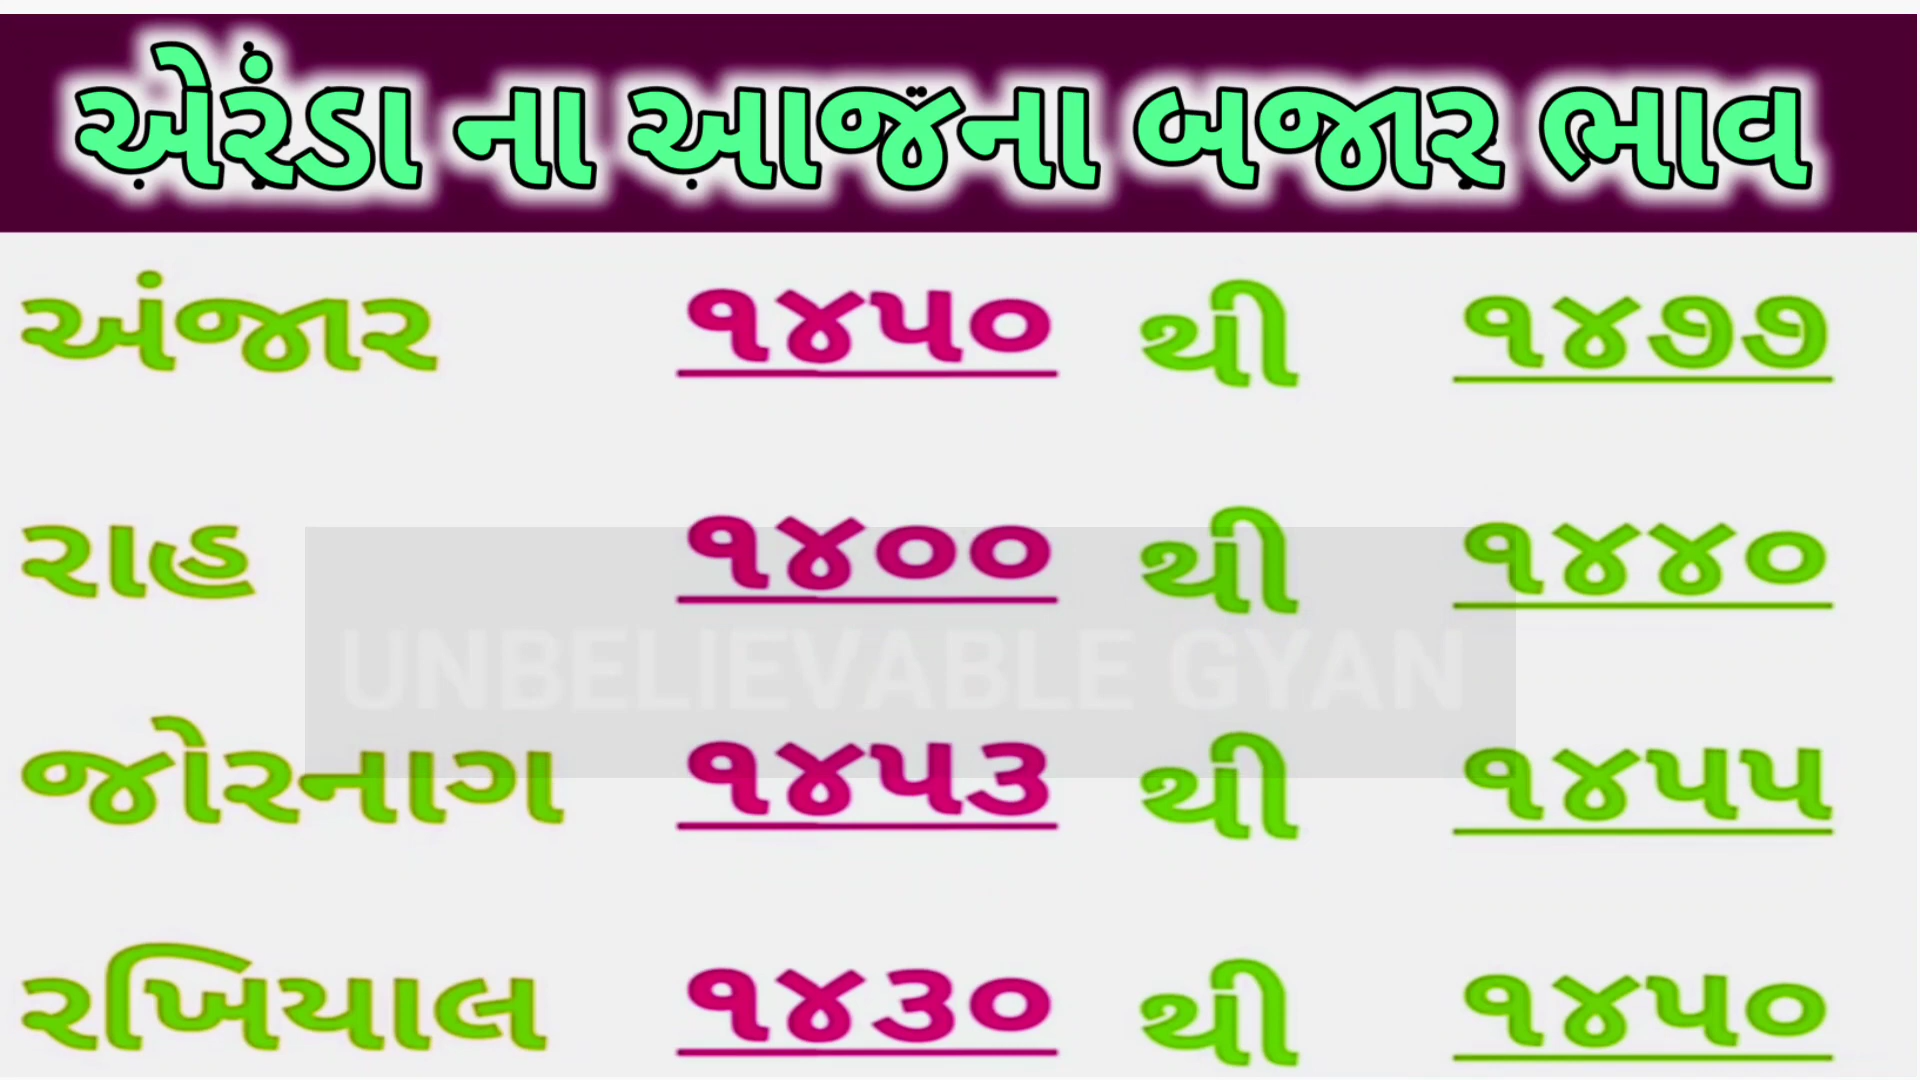 એરંડા ના આજના બજાર ભાવ
અંજાર ૧૪૫૦ થી ૧૪૭૭
રાહ ૧૪૦૦ થી ૧૪૪૦
UNBELIEVABLE GYAN
જોરનાગ ૧૪૫૩ થી ૧૪૫૫
રખિયાલ ૧૪૩૦ થી ૧૪૫૦